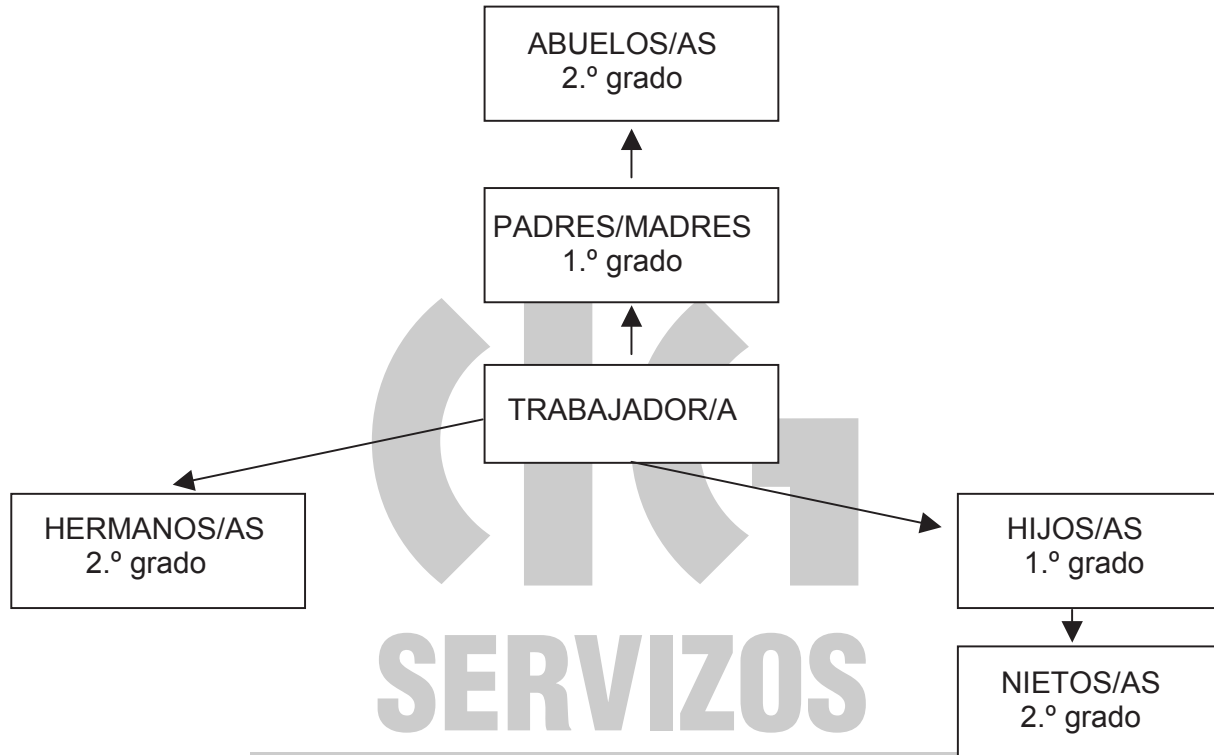 ABUELOS/AS
2.º grado
PADRES/MADRES
1.º grado
TRABAJADOR/A
HERMANOS/AS
2.º grado
HIJOS/AS
1.º grado
NIETOS/AS
2.º grado
CIG
SERVIZOS